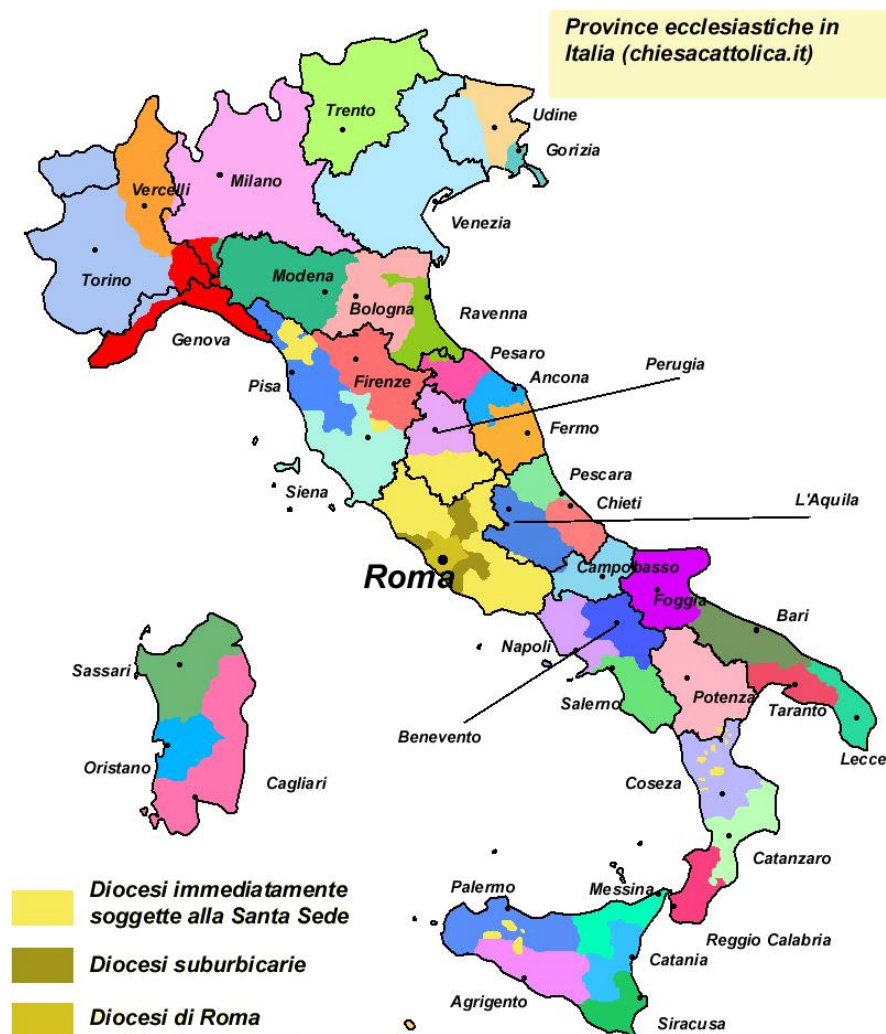 Province ecclesiastiche in
Italia (chiesacattolica.it)
Trento
Udine
Gorizia
Vercelli
Milano
Venezia
Torino
Modena
Bologna
Ravenna
Genova
Pesaro
Perugia
Pisa
Firenze
Ancona
Fermo
Siena
Pescara
Chieti
L'Aquila
Roma
Campobasso
Foggia
Bari
Napoli
Sassari
Salerno
Potenza
Taranto
Benevento
Lecce
Oristano
Cagliari
Coseza
Catanzaro
Palermo
Messina
Reggio Calabria
Catania
Agrigento
Siracusa
Diocesi immediatamente
soggette alla Santa Sede
Diocesi suburbicarie
Diocesi di Roma